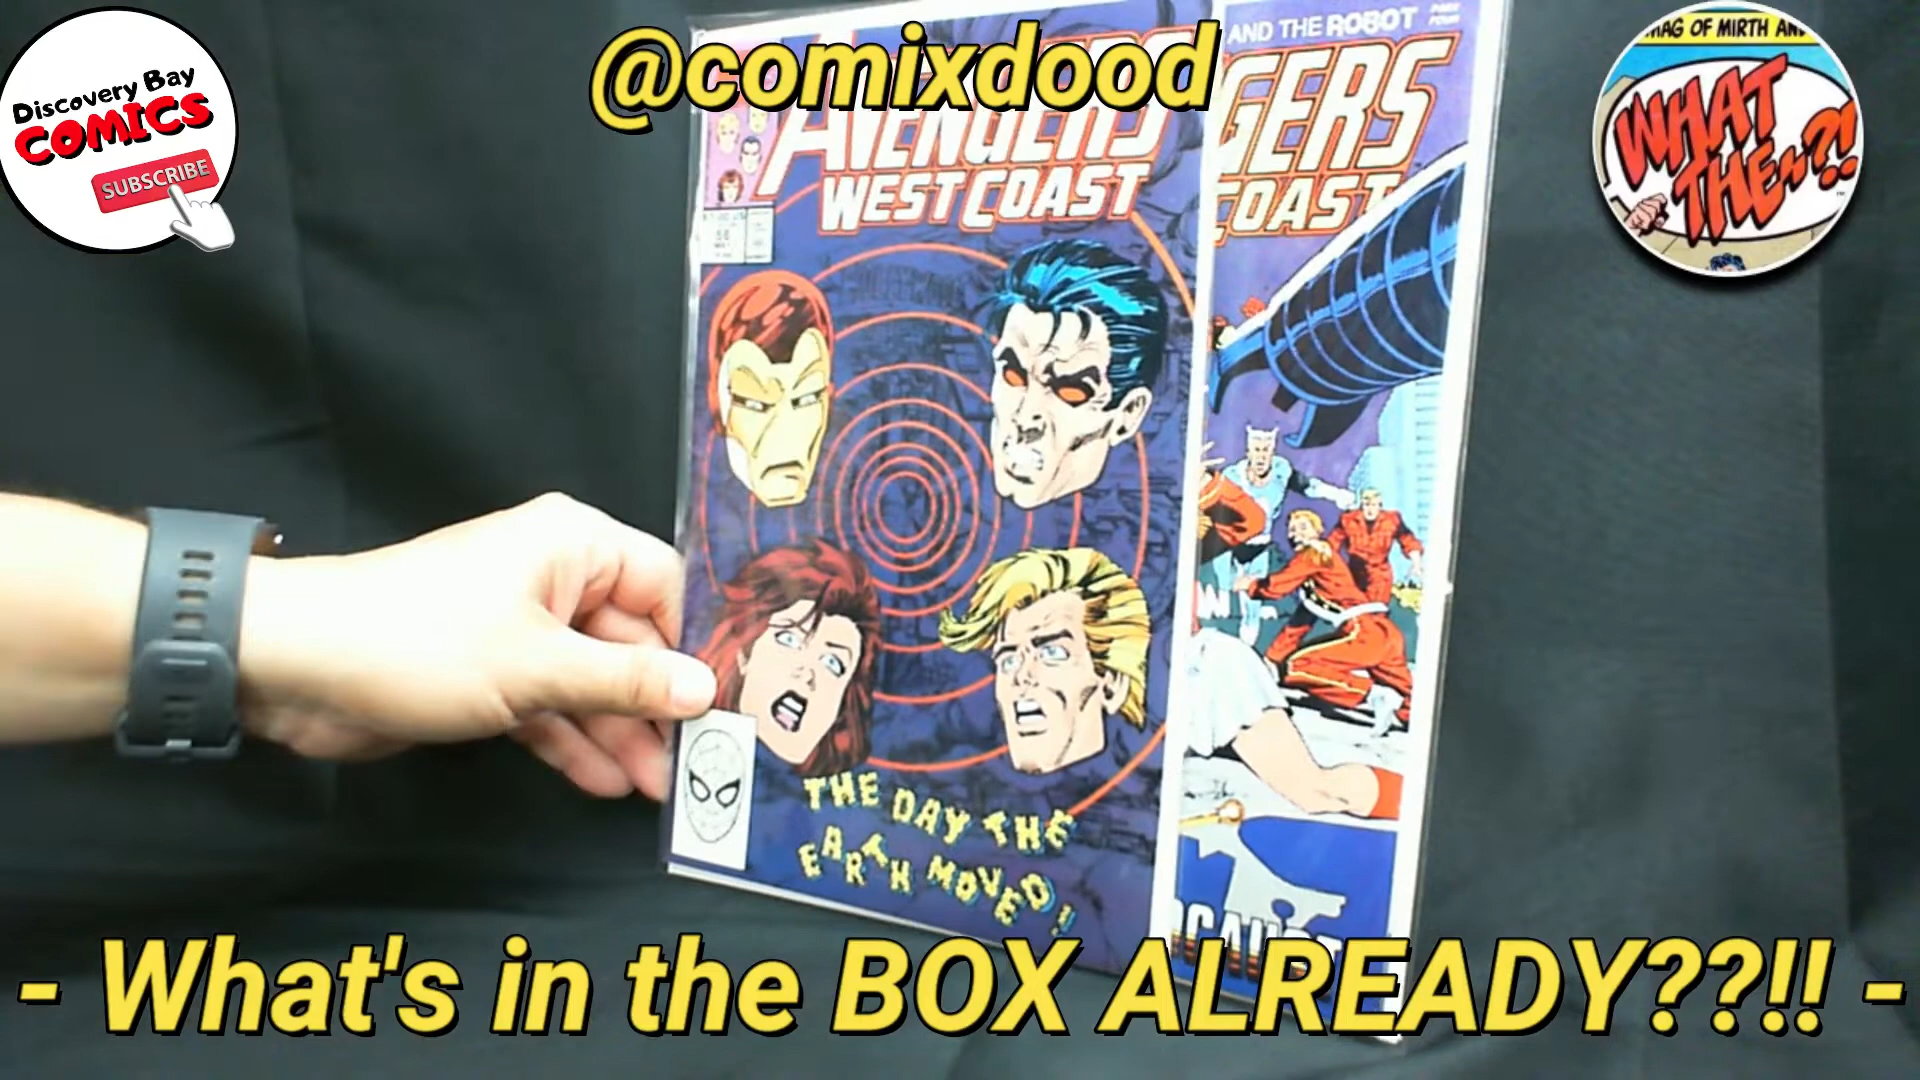 Discovery Bay
COMICS
SUBSCRIBE
@comixdood
MAG OF MIRTH AND
WHAT
THE--?!
AVENGERS
WEST COAST
THE DAY THE
EARTH MOVED!
AND THE ROBOT
GERS
COAST
- What's in the BOX ALREADY??!! -